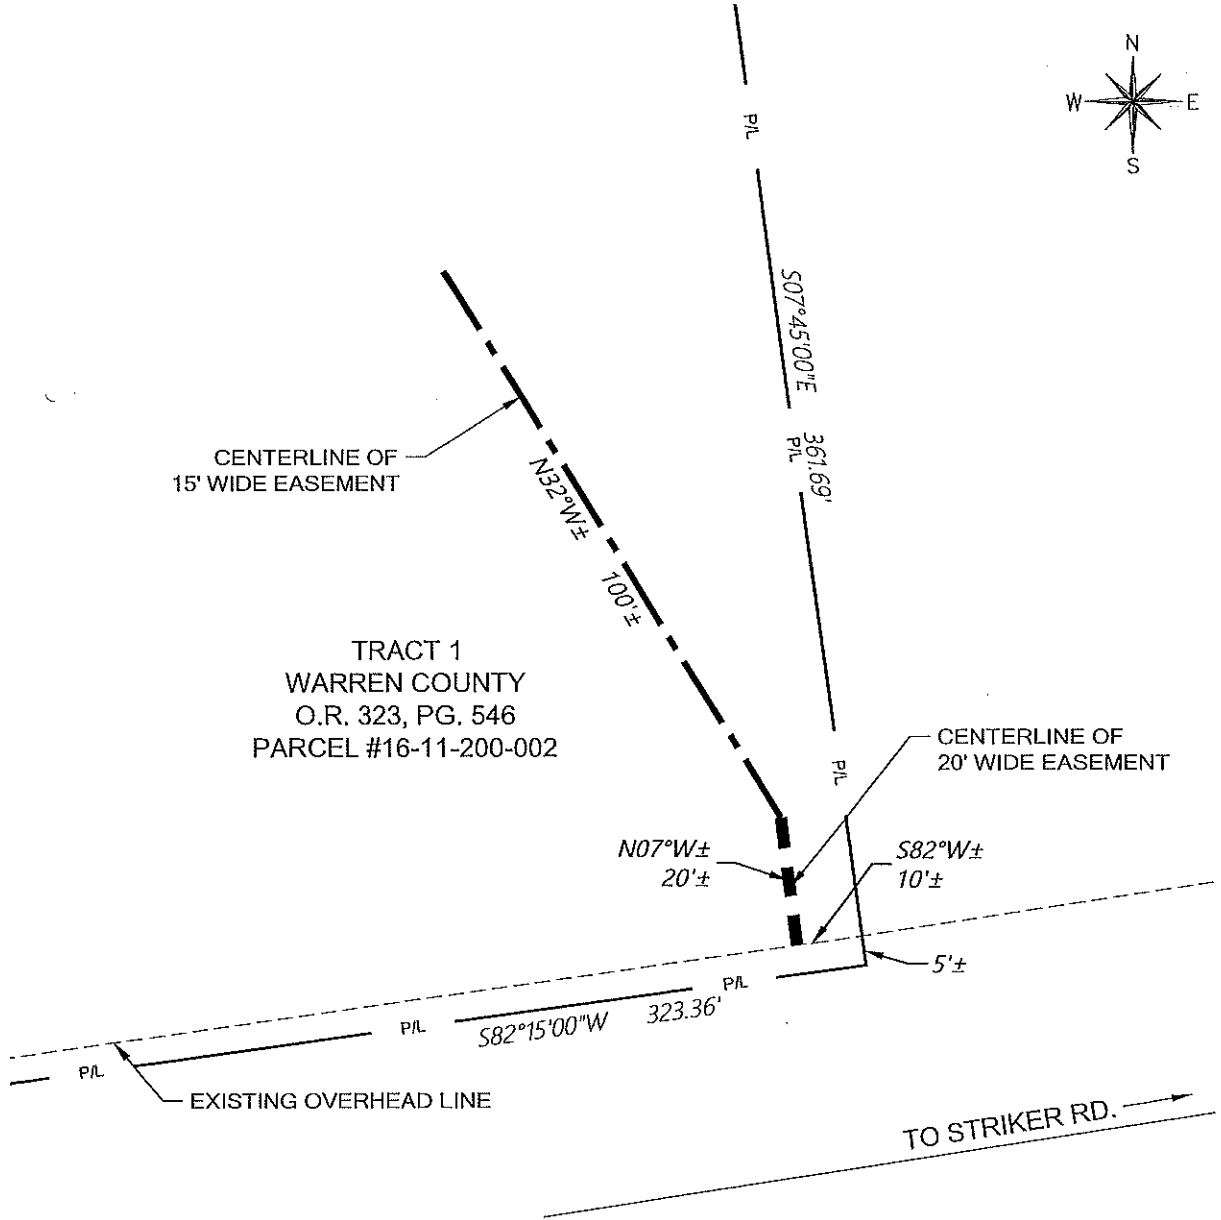 N
W E
S
P/L
S07°45'00"E 361.69'
P/L
CENTERLINE OF
15' WIDE EASEMENT
N32°W± 100'±
TRACT 1
WARREN COUNTY
O.R. 323, PG. 546
PARCEL #16-11-200-002
CENTERLINE OF
20' WIDE EASEMENT
P/L
N07°W±
20'±
S82°W±
10'±
5'±
P/L
S82°15'00"W 323.36'
P/L
P/L
EXISTING OVERHEAD LINE
TO STRIKER RD.